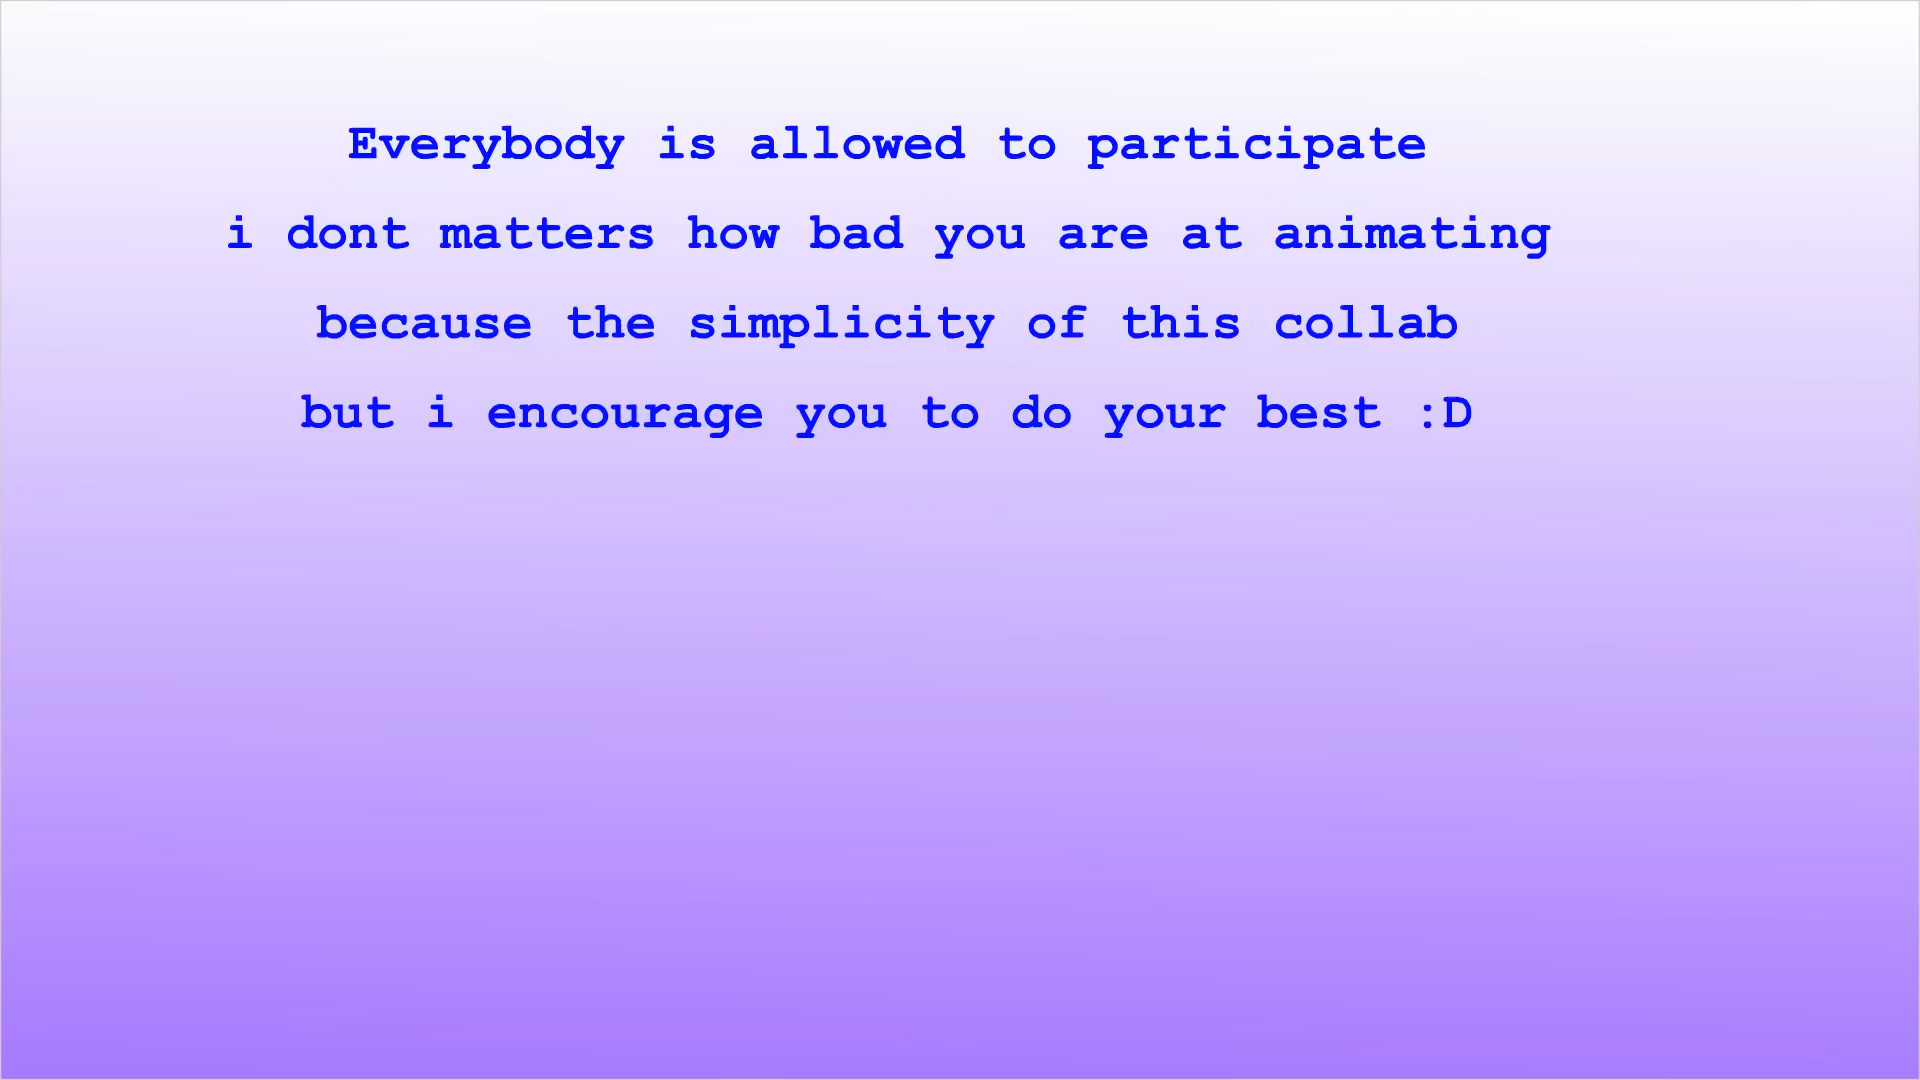 Everybody is allowed to participate
i dont matters how bad you are at animating
because the simplicity of this collab
but i encourage you to do your best :D